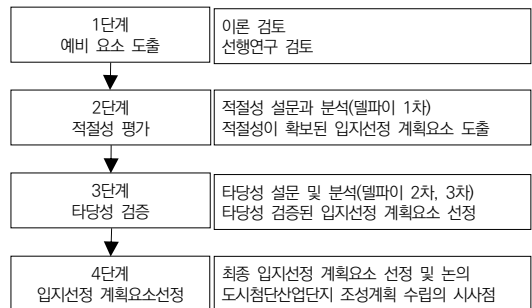 1단계
예비 요소 도출
이론 검토
선행연구 검토
2단계
적절성 평가
적절성 설문과 분석(델파이 1차)
적절성이 확보된 입지선정 계획요소 도출
3단계
타당성 검증
타당성 설문 및 분석(델파이 2차, 3차)
타당성 검증된 입지선정 계획요소 선정
4단계
입지선정 계획요소선정
최종 입지선정 계획요소 선정 및 논의
도시첨단산업단지 조성계획 수립의 시사점